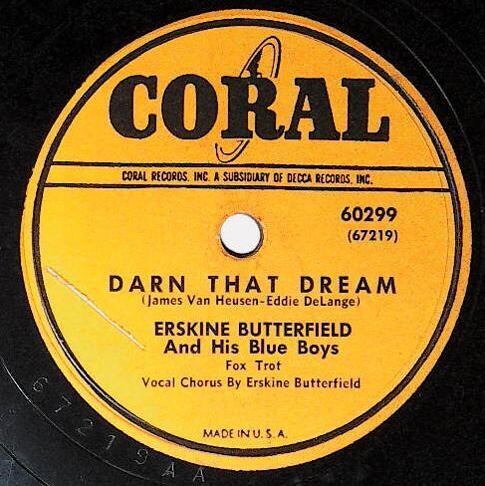 CORAL
CORAL RECORDS, INC. A SUBSIDIARY OF DECCA RECORDS, INC.
60299
(67219)
DARN THAT DREAM
(James Van Heusen-Eddie DeLange)
ERSKINE BUTTERFIELD
And His Blue Boys
Fox Trot
Vocal Chorus By Erskine Butterfield
MADE IN U. S. A.
67219AA